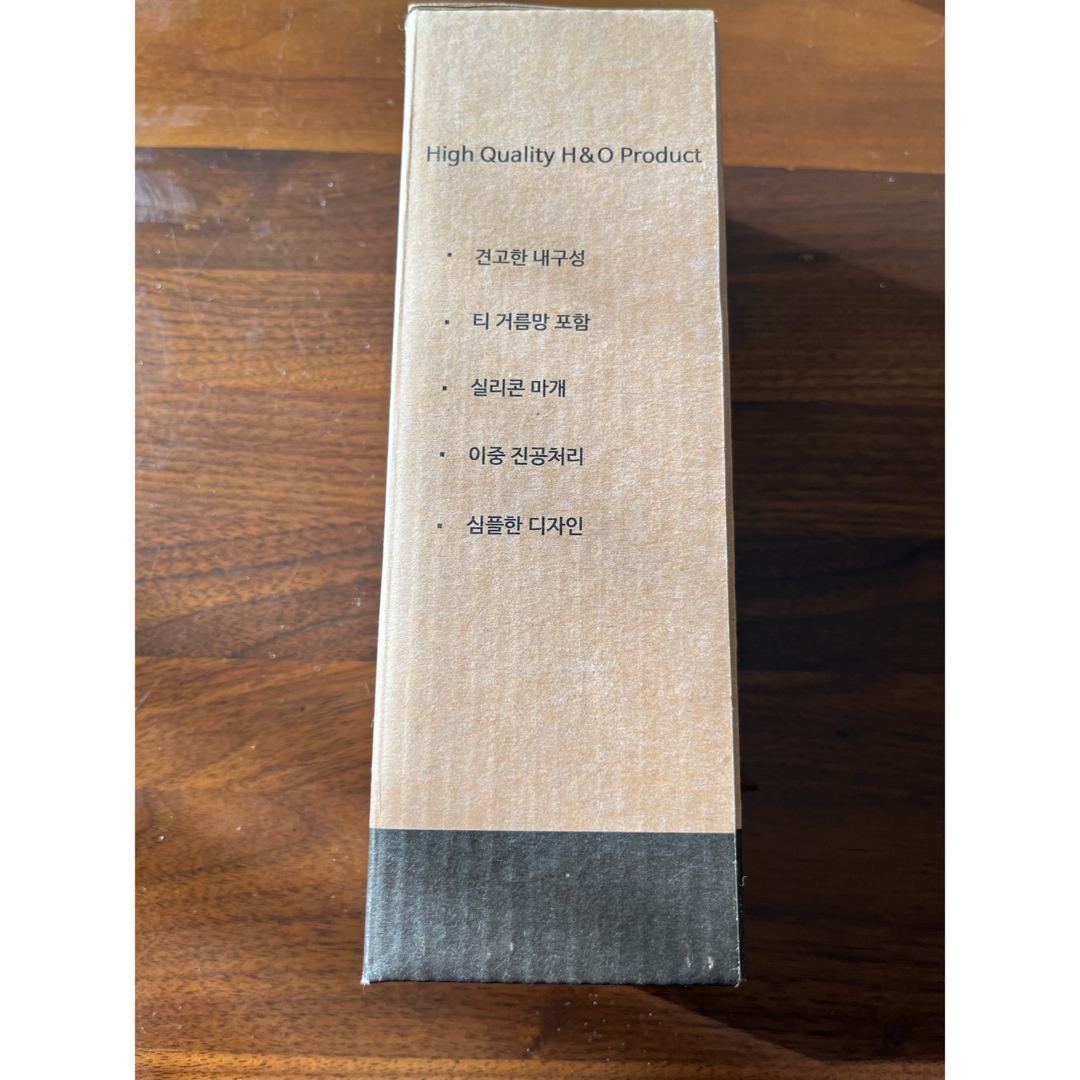 High Quality H&O Product
▪ 견고한 내구성
▪ 티 거름망 포함
▪ 실리콘 마개
▪ 이중 진공처리
▪ 심플한 디자인